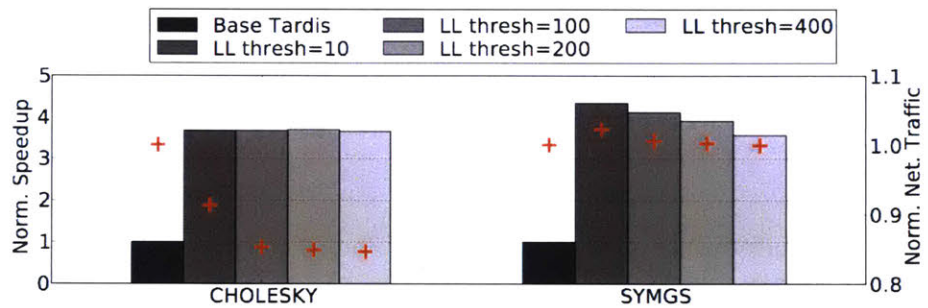 Base Tardis
LL thresh=10
LL thresh=100
LL thresh=200
LL thresh=400
Norm. Speedup
5
4
3
2
1
0
1.1
1.0
0.9
0.8
Norm. Net. Traffic
CHOLESKY
SYMGS